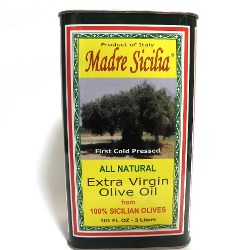 Product of Italy
Madre Sicilia®
First Cold Pressed
ALL NATURAL
Extra Virgin
Olive Oil
from
100% SICILIAN OLIVES
101 FL OZ - 3 Liters